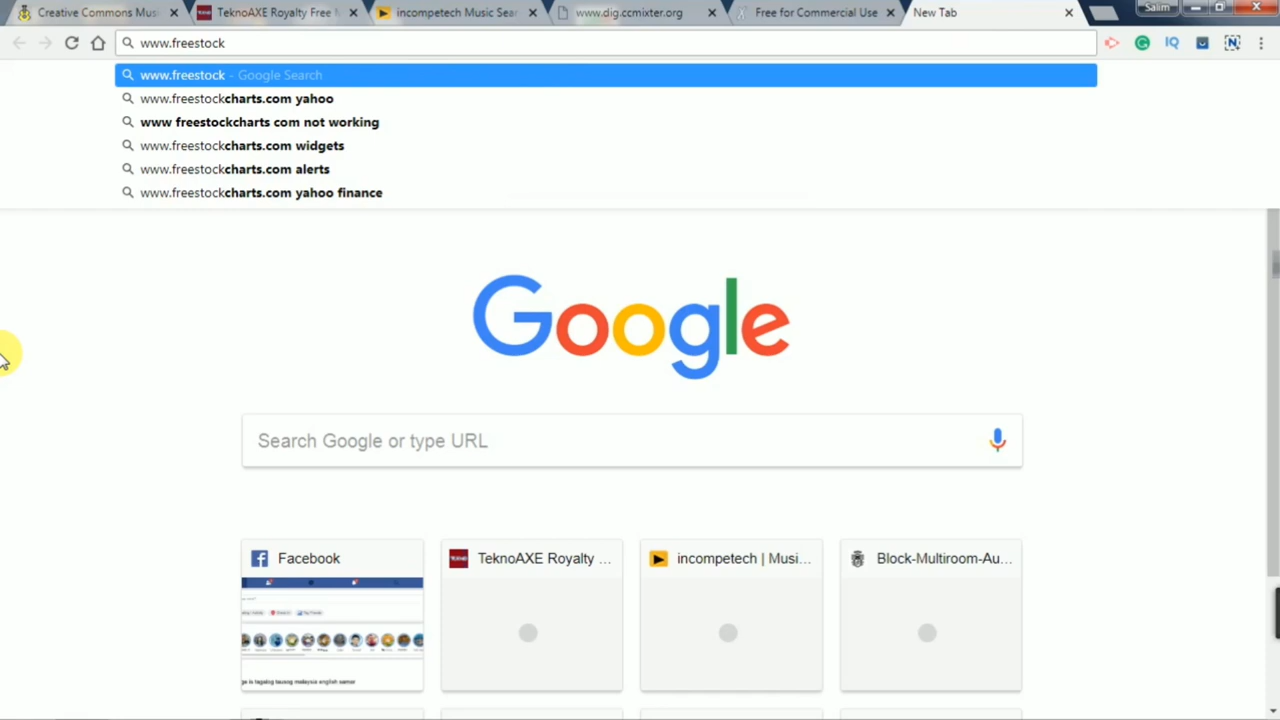 Creative Commons Mus
TeknoAXE Royalty Free M
incompetech Music Sear
www.dig.ccmixter.org
Free for Commercial Use
New Tab
Salim
www.freestock
IQ
N
www.freestock - Google Search
www.freestockcharts.com yahoo
www freestockcharts com not working
www.freestockcharts.com widgets
www.freestockcharts.com alerts
www.freestockcharts.com yahoo finance
Google
Search Google or type URL
Facebook
TeknoAXE Royalty ...
incompetech | Musi...
Block-Multiroom-Au...